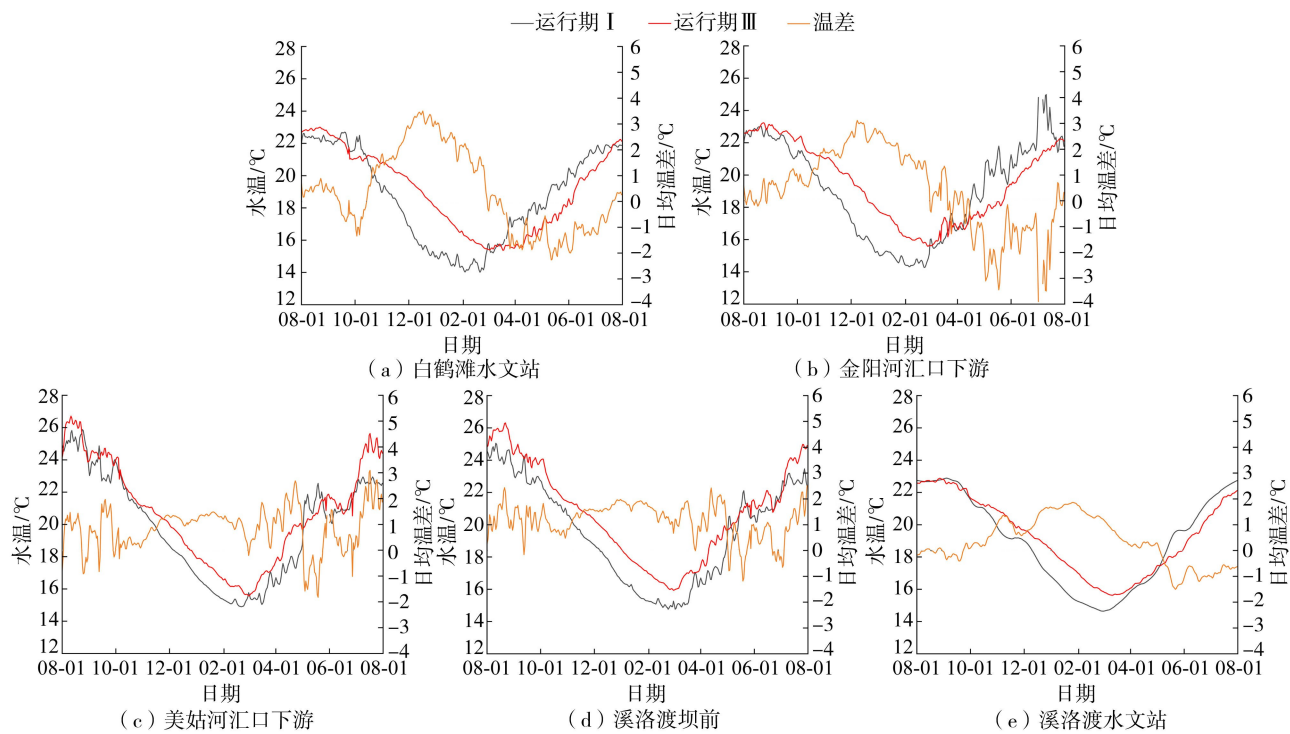 运行期Ⅰ 运行期Ⅲ 温差
28 26 24 22 20 18 16 14 12
水温/℃
6 5 4 3 2 1 0 −1 −2 −3 −4
日均温差/℃
08-01 10-01 12-01 02-01 04-01 06-01 08-01
日期
（a）白鹤滩水文站
28 26 24 22 20 18 16 14 12
水温/℃
6 5 4 3 2 1 0 −1 −2 −3 −4
日均温差/℃
08-01 10-01 12-01 02-01 04-01 06-01 08-01
日期
（b）金阳河汇口下游
28 26 24 22 20 18 16 14 12
水温/℃
6 5 4 3 2 1 0 −1 −2 −3 −4
日均温差/℃
08-01 10-01 12-01 02-01 04-01 06-01 08-01
日期
（c）美姑河汇口下游
28 26 24 22 20 18 16 14 12
水温/℃
6 5 4 3 2 1 0 −1 −2 −3 −4
日均温差/℃
08-01 10-01 12-01 02-01 04-01 06-01 08-01
日期
（d）溪洛渡坝前
28 26 24 22 20 18 16 14 12
水温/℃
6 5 4 3 2 1 0 −1 −2 −3 −4
日均温差/℃
08-01 10-01 12-01 02-01 04-01 06-01 08-01
日期
（e）溪洛渡水文站